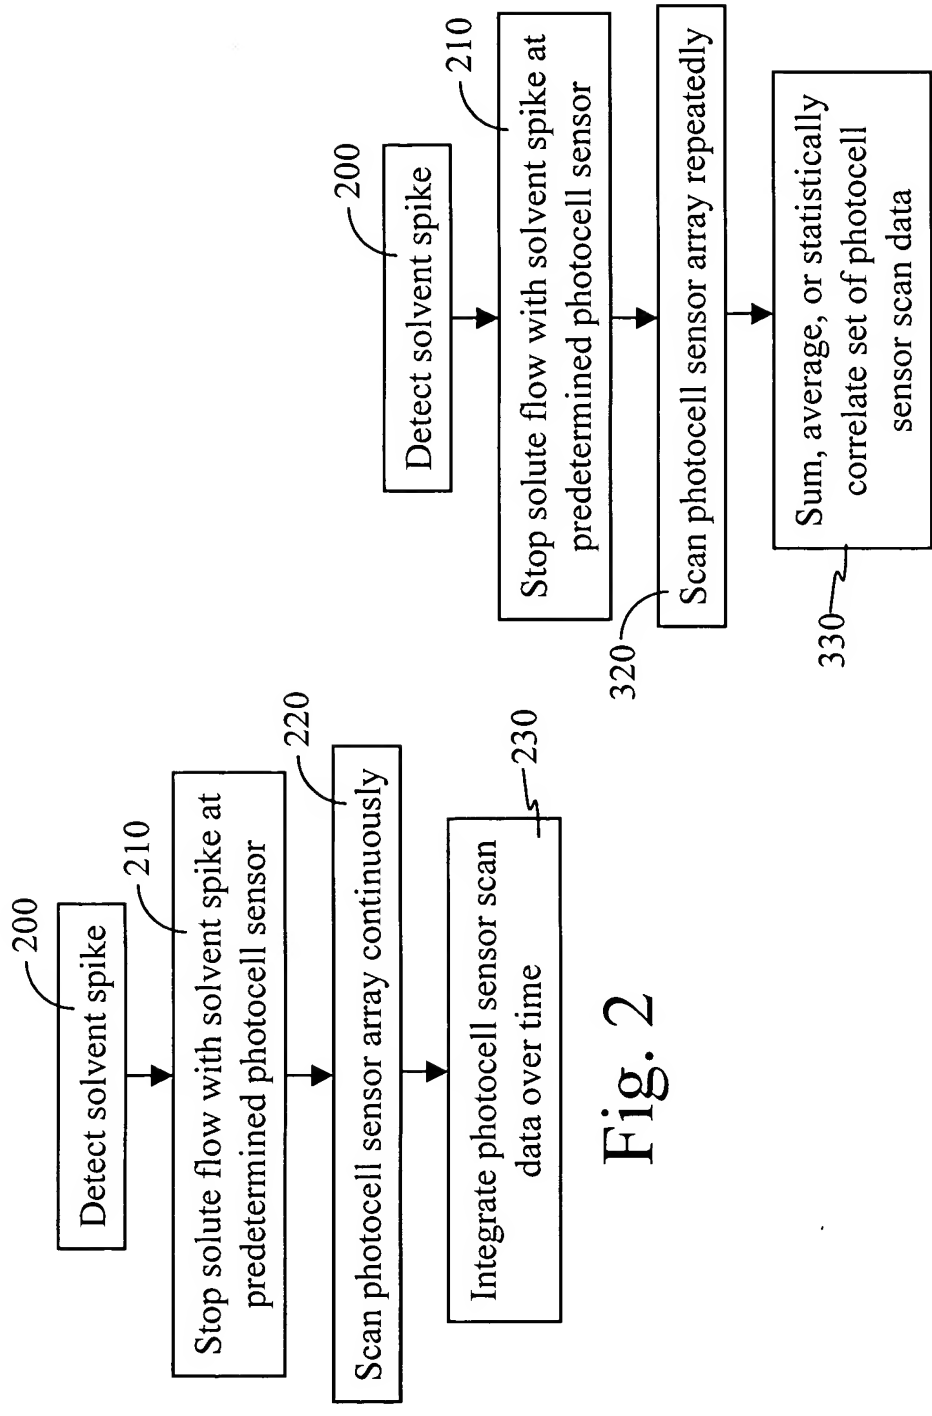 200
Detect solvent spike
210
Stop solute flow with solvent spike at
predetermined photocell sensor
220
Scan photocell sensor array continuously
230
Integrate photocell sensor scan
data over time
Fig. 2
200
Detect solvent spike
210
Stop solute flow with solvent spike at
predetermined photocell sensor
320
Scan photocell sensor array repeatedly
330
Sum, average, or statistically
correlate set of photocell
sensor scan data